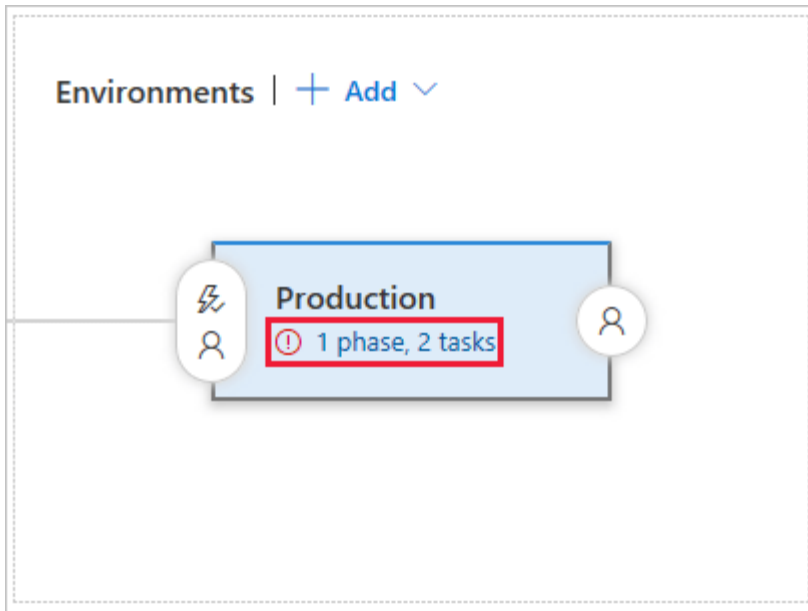 Environments | + Add
Production
1 phase, 2 tasks